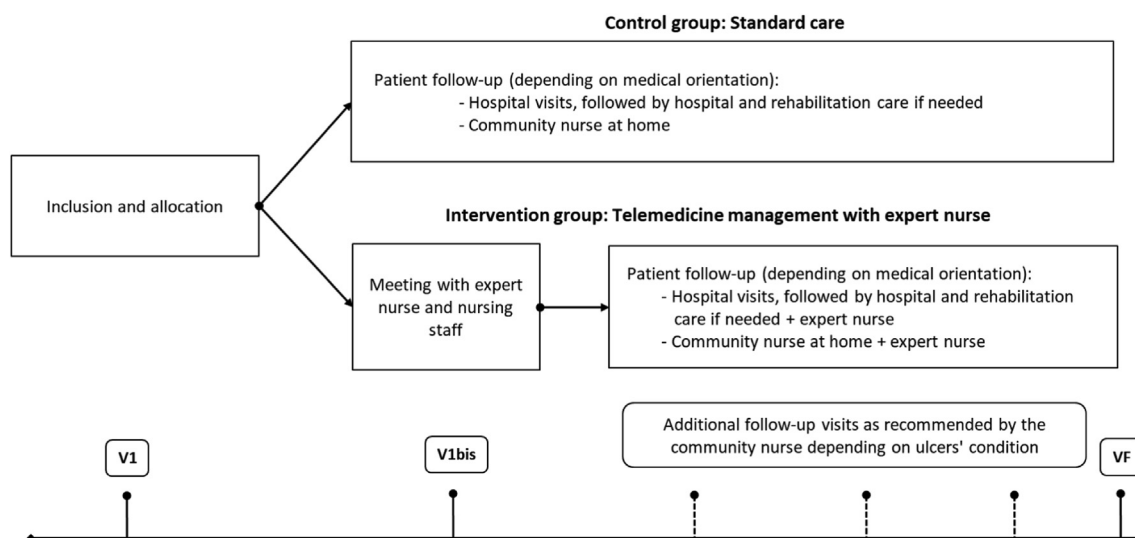 Control group: Standard care
Patient follow-up (depending on medical orientation):
- Hospital visits, followed by hospital and rehabilitation care if needed
- Community nurse at home
Inclusion and allocation
Intervention group: Telemedicine management with expert nurse
Meeting with expert
nurse and nursing
staff
Patient follow-up (depending on medical orientation):
- Hospital visits, followed by hospital and rehabilitation
care if needed + expert nurse
- Community nurse at home + expert nurse
Additional follow-up visits as recommended by the
community nurse depending on ulcers' condition
V1
V1bis
VF